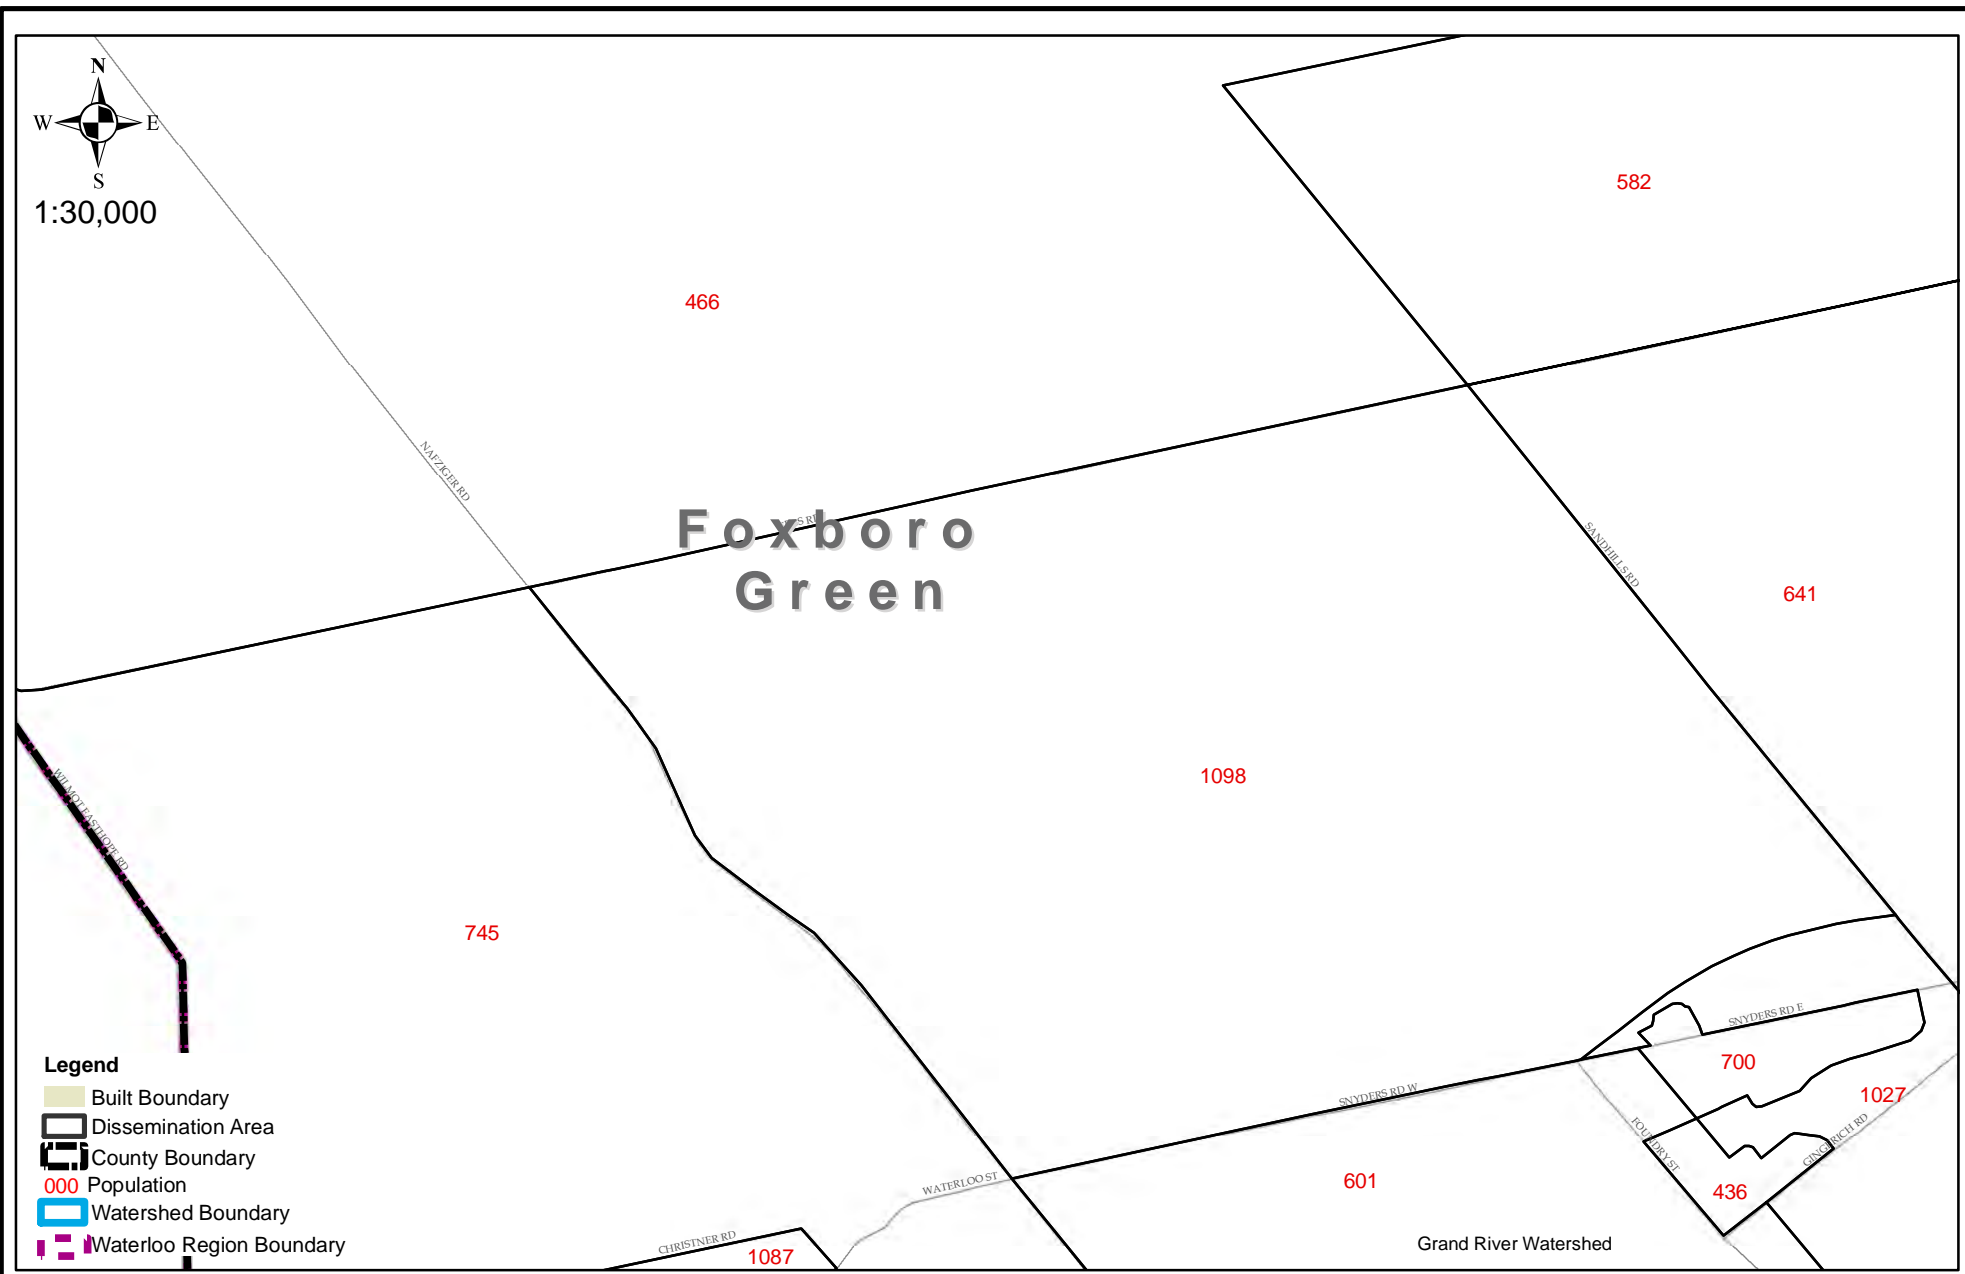 N
W E
S
1:30,000
582
466
NAFZIGER RD
Foxboro
Green
SANDHILLS RD
641
1098
WILMOT EASTHOPE RD
745
SNYDERS RD E
700
1027
SNYDERS RD W
FOUNDRY ST
GINGERICH RD
WATERLOO ST
601
436
CHRISTNER RD
1087
Grand River Watershed
Legend
Built Boundary
Dissemination Area
County Boundary
000 Population
Watershed Boundary
Waterloo Region Boundary